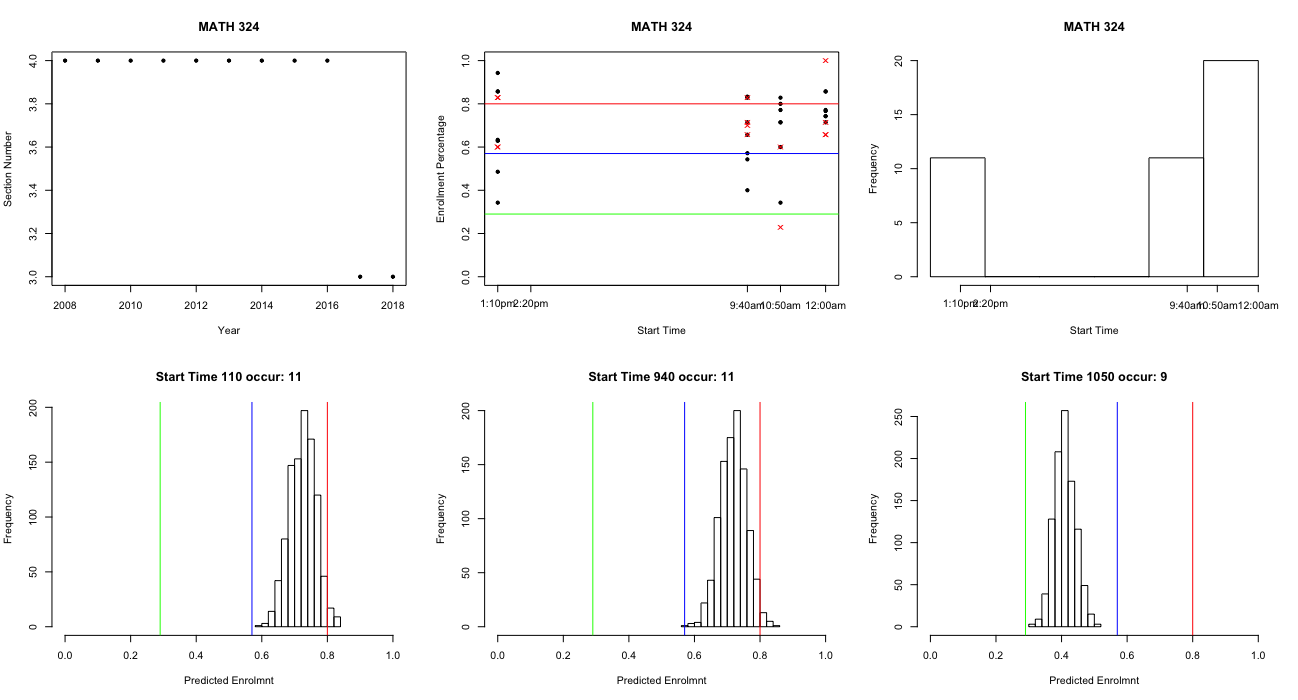 MATH 324
Section Number
4.0
3.8
3.6
3.4
3.2
3.0
2008 2010 2012 2014 2016 2018
Year
MATH 324
Enrollment Percentage
1.0
0.8
0.6
0.4
0.2
0.0
1:10pm 2:20pm 9:40am 10:50am 12:00am
Start Time
MATH 324
Frequency
20
15
10
5
0
1:10pm 2:20pm 9:40am 10:50am 12:00am
Start Time
Start Time 110 occur: 11
Frequency
200
150
100
50
0
0.0 0.2 0.4 0.6 0.8 1.0
Predicted Enrolmnt
Start Time 940 occur: 11
Frequency
200
150
100
50
0
0.0 0.2 0.4 0.6 0.8 1.0
Predicted Enrolmnt
Start Time 1050 occur: 9
Frequency
250
200
150
100
50
0
0.0 0.2 0.4 0.6 0.8 1.0
Predicted Enrolmnt